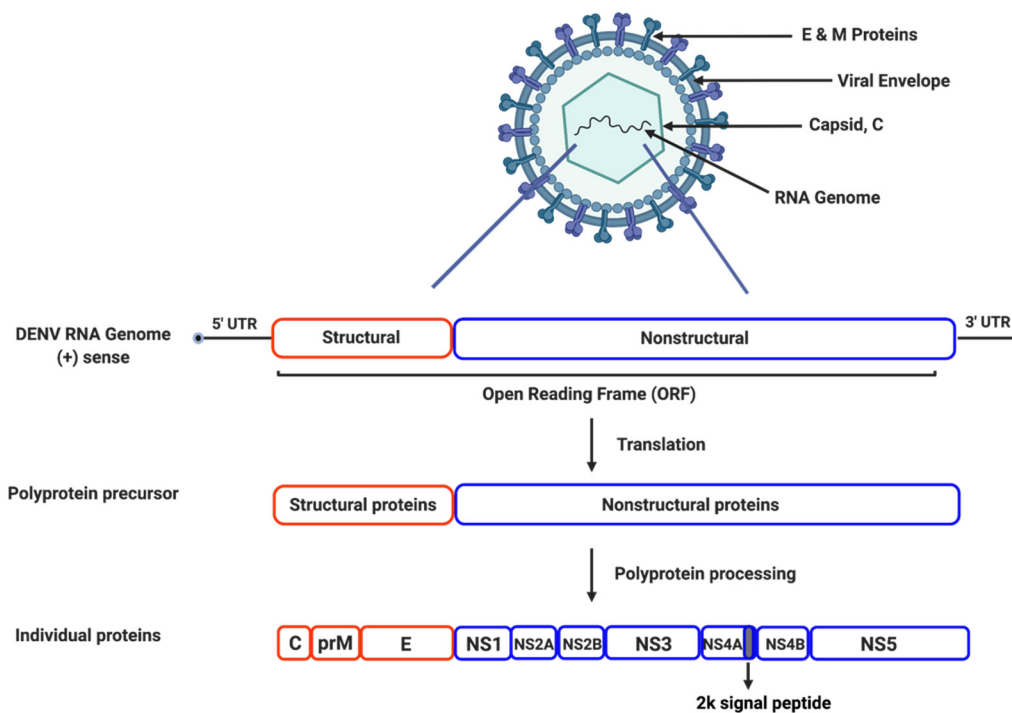 E & M Proteins
Viral Envelope
Capsid, C
RNA Genome
5' UTR
3' UTR
DENV RNA Genome
(+) sense
Structural
Nonstructural
Open Reading Frame (ORF)
Translation
Polyprotein precursor
Structural proteins
Nonstructural proteins
Polyprotein processing
Individual proteins
C
prM
E
NS1
NS2A
NS2B
NS3
NS4A
NS4B
NS5
2k signal peptide